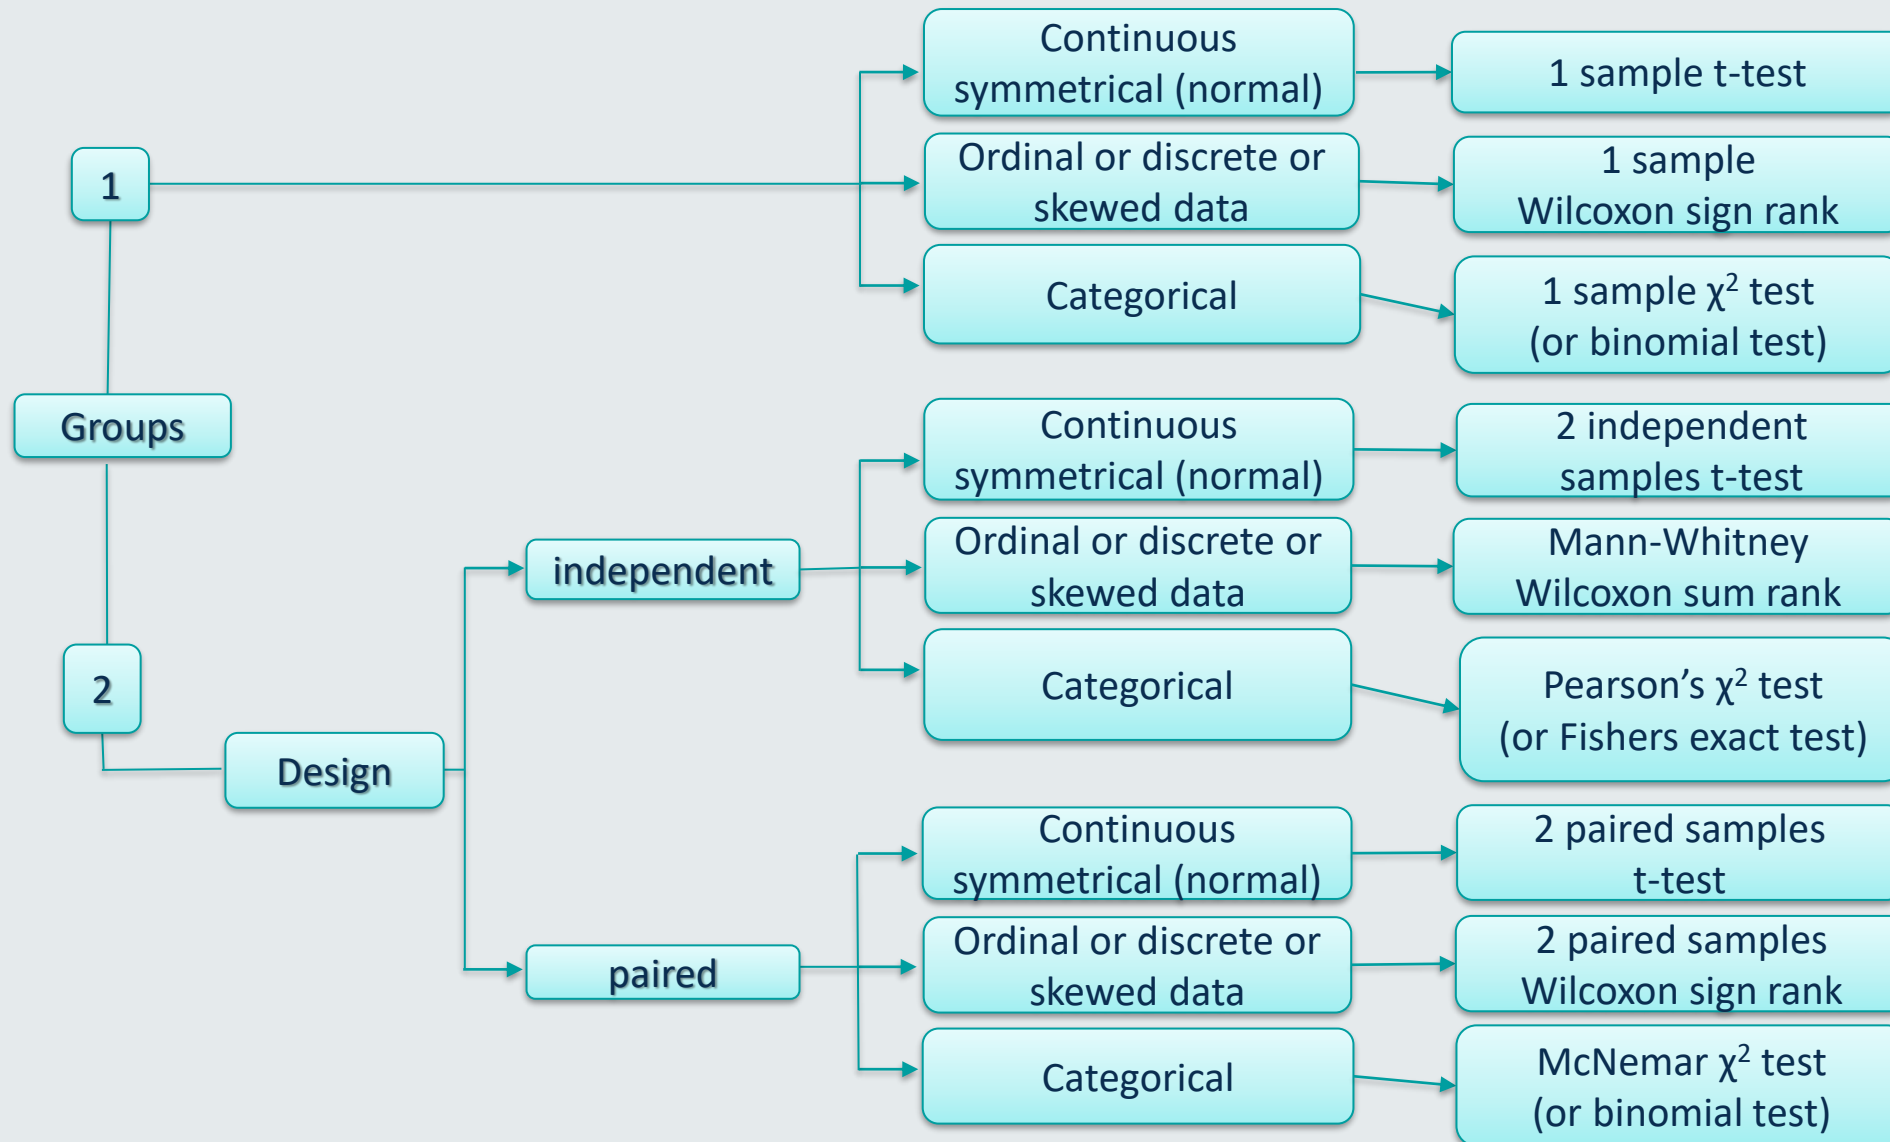 Continuous
symmetrical (normal)
1 sample t-test
1
Ordinal or discrete or
skewed data
1 sample
Wilcoxon sign rank
Categorical
1 sample χ² test
(or binomial test)
Groups
Continuous
symmetrical (normal)
2 independent
samples t-test
independent
Ordinal or discrete or
skewed data
Mann-Whitney
Wilcoxon sum rank
2
Categorical
Pearson’s χ² test
(or Fishers exact test)
Design
Continuous
symmetrical (normal)
2 paired samples
t-test
paired
Ordinal or discrete or
skewed data
2 paired samples
Wilcoxon sign rank
Categorical
McNemar χ² test
(or binomial test)